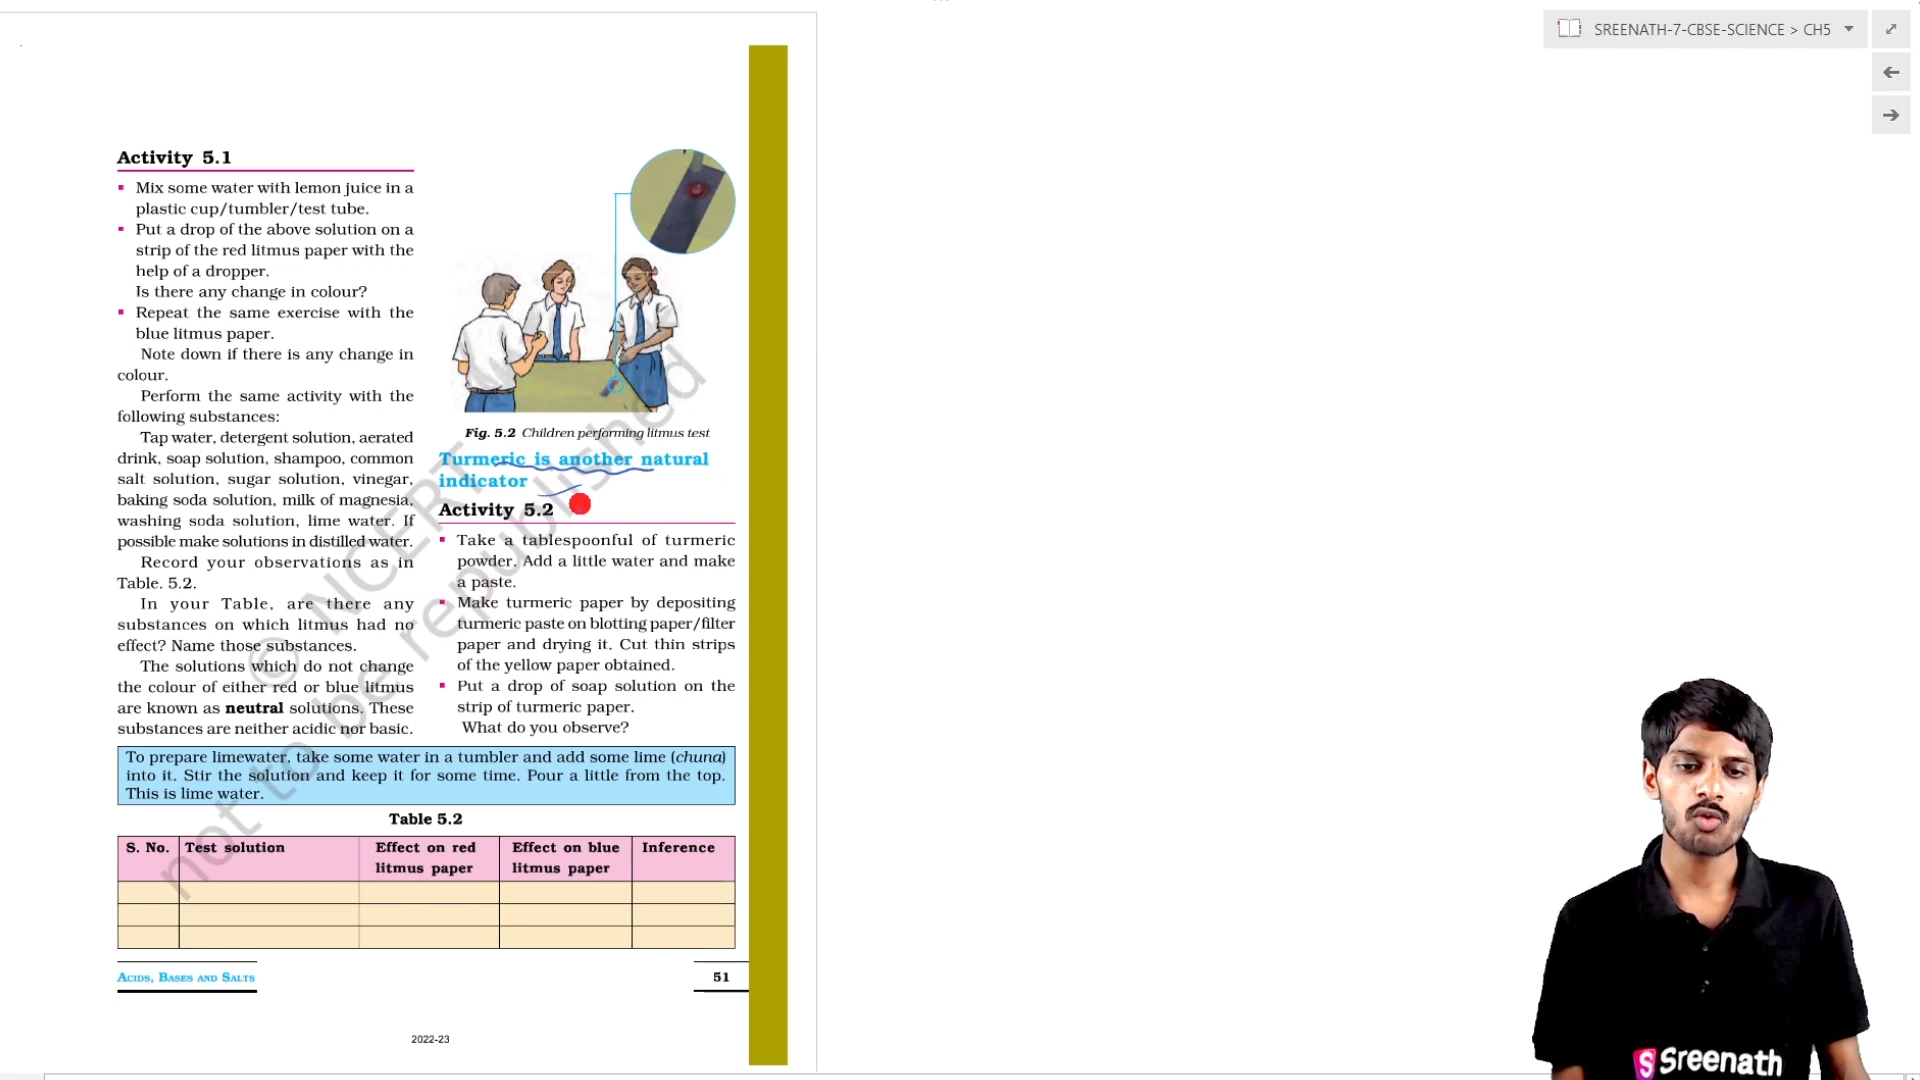 SREENATH-7-CBSE-SCIENCE > CH5
Activity 5.1
▪ Mix some water with lemon juice in a
plastic cup/tumbler/test tube.
▪ Put a drop of the above solution on a
strip of the red litmus paper with the
help of a dropper.
Is there any change in colour?
▪ Repeat the same exercise with the
blue litmus paper.
Note down if there is any change in
colour.
Perform the same activity with the
following substances:
Tap water, detergent solution, aerated
drink, soap solution, shampoo, common
salt solution, sugar solution, vinegar,
baking soda solution, milk of magnesia,
washing soda solution, lime water. If
possible make solutions in distilled water.
Record your observations as in
Table. 5.2.
In your Table, are there any
substances on which litmus had no
effect? Name those substances.
The solutions which do not change
the colour of either red or blue litmus
are known as neutral solutions. These
substances are neither acidic nor basic.
Fig. 5.2 Children performing litmus test
Turmeric is another natural
indicator
Activity 5.2
▪ Take a tablespoonful of turmeric
powder. Add a little water and make
a paste.
▪ Make turmeric paper by depositing
turmeric paste on blotting paper/filter
paper and drying it. Cut thin strips
of the yellow paper obtained.
▪ Put a drop of soap solution on the
strip of turmeric paper.
What do you observe?
To prepare limewater, take some water in a tumbler and add some lime (chuna)
into it. Stir the solution and keep it for some time. Pour a little from the top.
This is lime water.
Table 5.2
S. No. Test solution Effect on red litmus paper Effect on blue litmus paper Inference
ACIDS, BASES AND SALTS
51
2022-23
© NCERT
not to be republished
S Sreenath